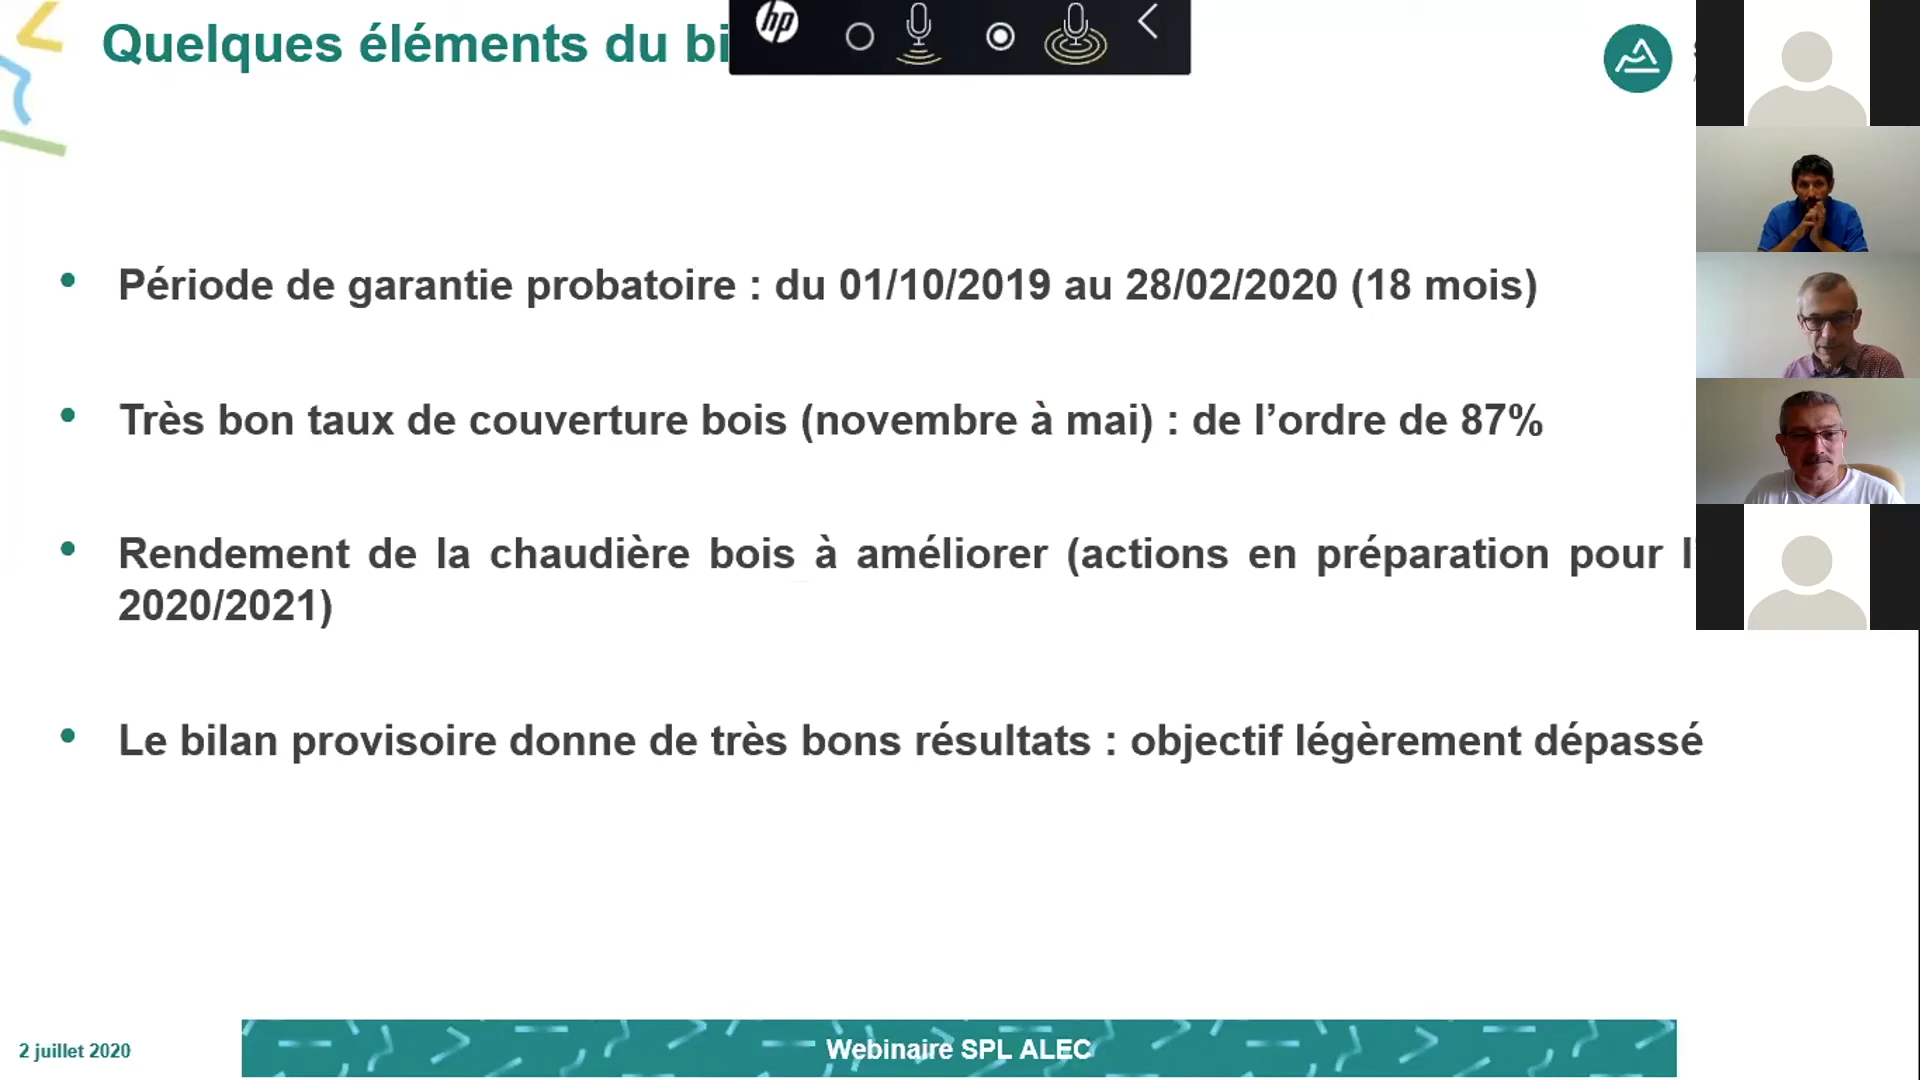 Quelques éléments du bi
hp
• Période de garantie probatoire : du 01/10/2019 au 28/02/2020 (18 mois)
• Très bon taux de couverture bois (novembre à mai) : de l’ordre de 87%
• Rendement de la chaudière bois à améliorer (actions en préparation pour l’
2020/2021)
• Le bilan provisoire donne de très bons résultats : objectif légèrement dépassé
2 juillet 2020
Webinaire SPL ALEC